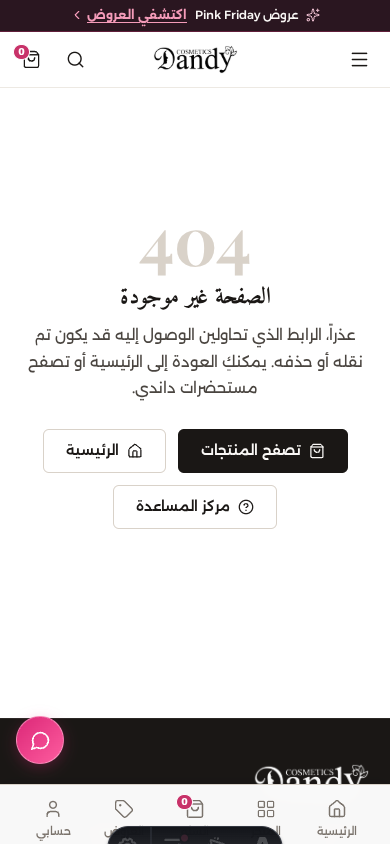 عروض Pink Friday اكتشفي العروض
Dandy COSMETICS
0
404
الصفحة غير موجودة
عذراً، الرابط الذي تحاولين الوصول إليه قد يكون تم
نقله أو حذفه. يمكنكِ العودة إلى الرئيسية أو تصفح
مستحضرات داندي.
تصفح المنتجات
الرئيسية
مركز المساعدة
Dandy COSMETICS
0
الرئيسية
حسابي